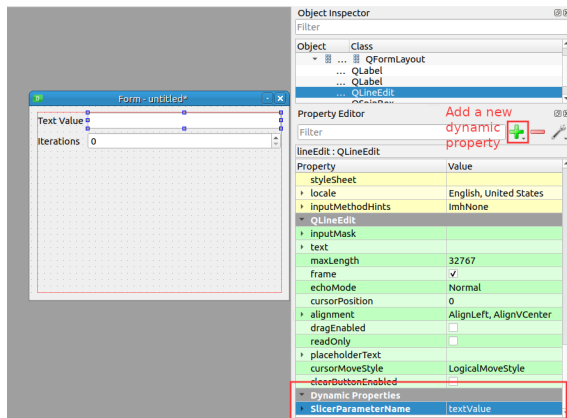 Object Inspector
Filter
Object Class
... QFormLayout
... QLabel
... QLabel
... QLineEdit
QSpinBox
Form - untitled*
Text Value
Iterations 0
Property Editor
Add a new
dynamic
property
Filter
lineEdit : QLineEdit
Property Value
styleSheet
locale English, United States
inputMethodHints ImhNone
QLineEdit
inputMask
text
maxLength 32767
frame
echoMode Normal
cursorPosition 0
alignment AlignLeft, AlignVCenter
dragEnabled
readOnly
placeholderText
cursorMoveStyle LogicalMoveStyle
clearButtonEnabled
Dynamic Properties
SlicerParameterName textValue